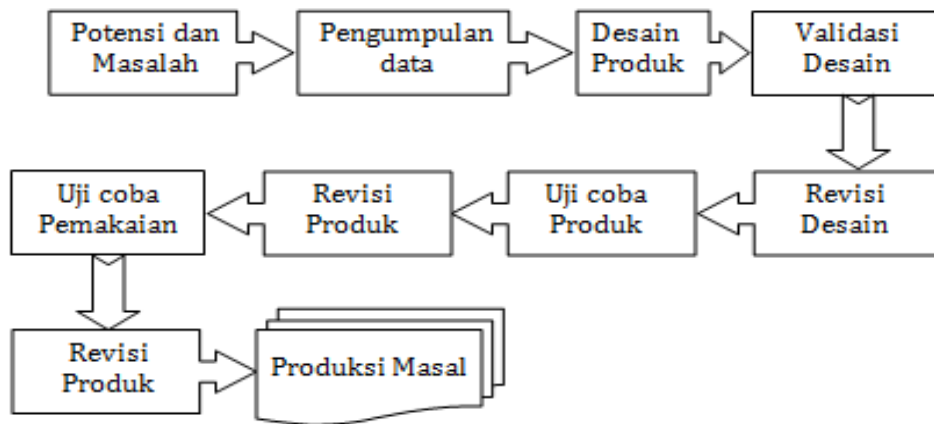 Potensi dan
Masalah
Pengumpulan
data
Desain
Produk
Validasi
Desain
Revisi
Desain
Uji coba
Produk
Revisi
Produk
Uji coba
Pemakaian
Revisi
Produk
Produksi Masal